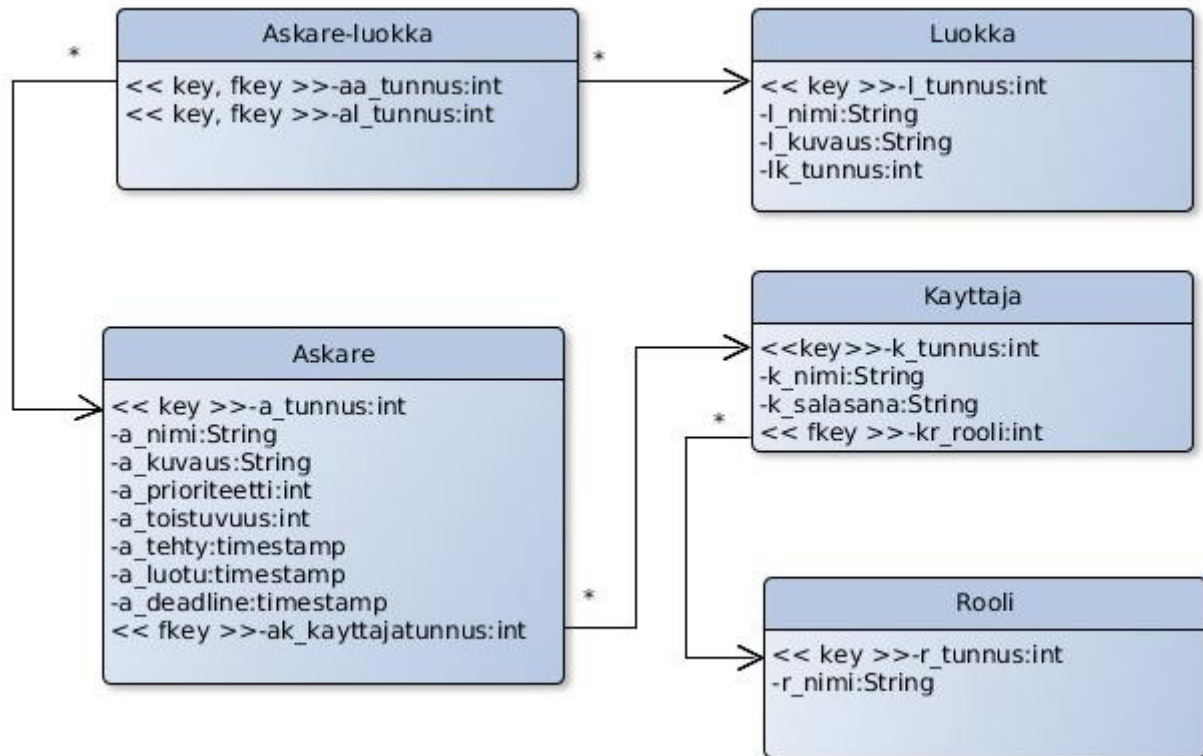 Askare-luokka
<< key, fkey >>-aa_tunnus:int
<< key, fkey >>-al_tunnus:int
*
*
Luokka
<< key >>-l_tunnus:int
-l_nimi:String
-l_kuvaus:String
-lk_tunnus:int
Askare
<< key >>-a_tunnus:int
-a_nimi:String
-a_kuvaus:String
-a_prioriteetti:int
-a_toistuvuus:int
-a_tehty:timestamp
-a_luotu:timestamp
-a_deadline:timestamp
<< fkey >>-ak_kayttajatunnus:int
*
Kayttaja
<<key>>-k_tunnus:int
-k_nimi:String
-k_salasana:String
<< fkey >>-kr_rooli:int
*
Rooli
<< key >>-r_tunnus:int
-r_nimi:String